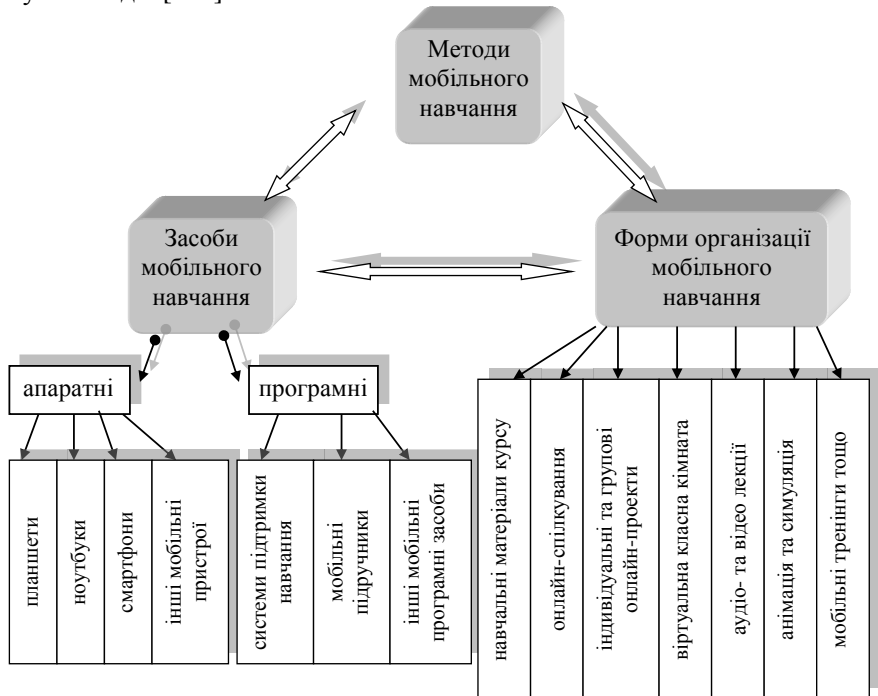 Методи
мобільного
навчання
Засоби
мобільного
навчання
Форми організації
мобільного
навчання
апаратні
програмні
планшети
ноутбуки
смартфони
інші мобільні
пристрої
системи підтримки
навчання
мобільні
підручники
інші мобільні
програмні засоби
навчальні матеріали курсу
онлайн-спілкування
індивідуальні та групові
онлайн-проекти
віртуальна класна кімната
аудіо- та відео лекції
анімація та симуляція
мобільні тренінги тощо